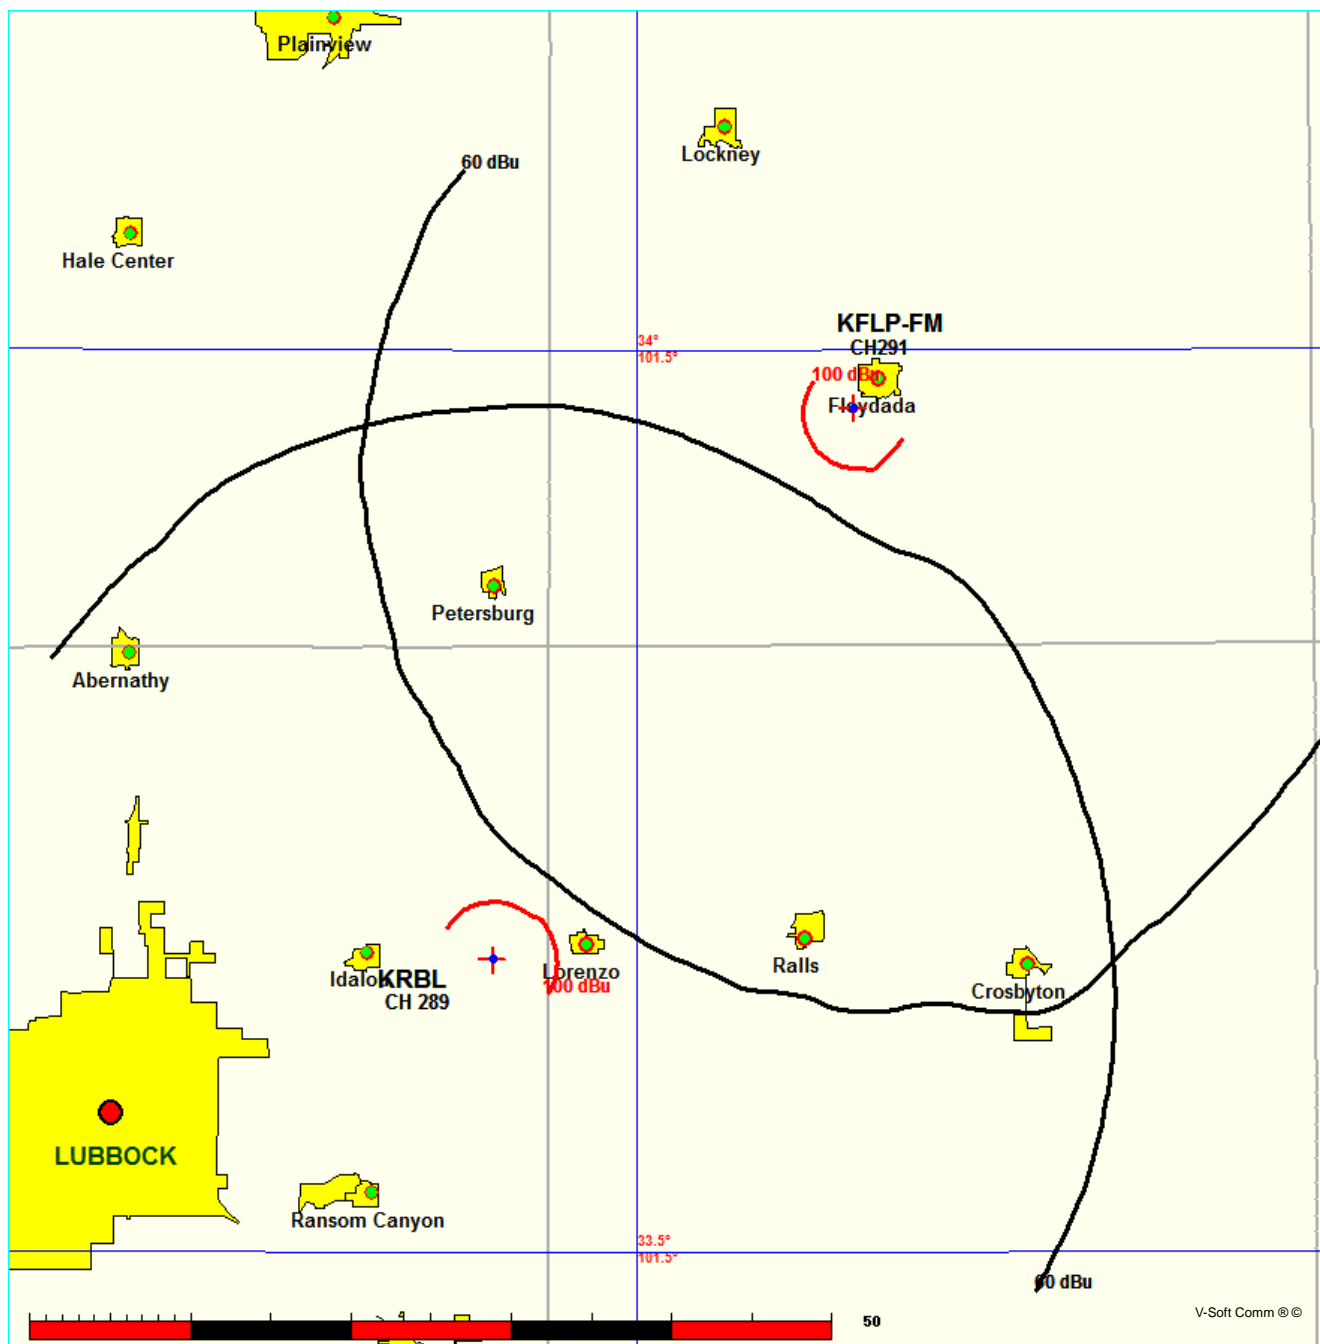 Plainview
Lockney
60 dBu
Hale Center
KFLP-FM
34°
CH291
101.5°
100 dBu
Floydada
Petersburg
Abernathy
Idalou
KRBL
Lorenzo
Ralls
100 dBu
Crosbyton
CH 289
LUBBOCK
Ransom Canyon
33.5°
101.5°
60 dBu
V-Soft Comm ® ©
50